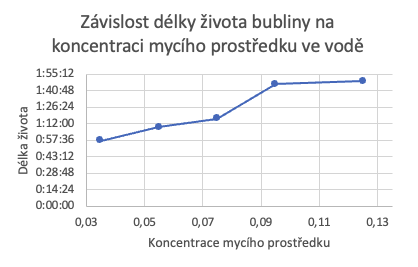 Závislost délky života bubliny na
koncentraci mycího prostředku ve vodě
Délka života
1:55:12
1:40:48
1:26:24
1:12:00
0:57:36
0:43:12
0:28:48
0:14:24
0:00:00
0,03 0,05 0,07 0,09 0,11 0,13
Koncentrace mycího prostředku